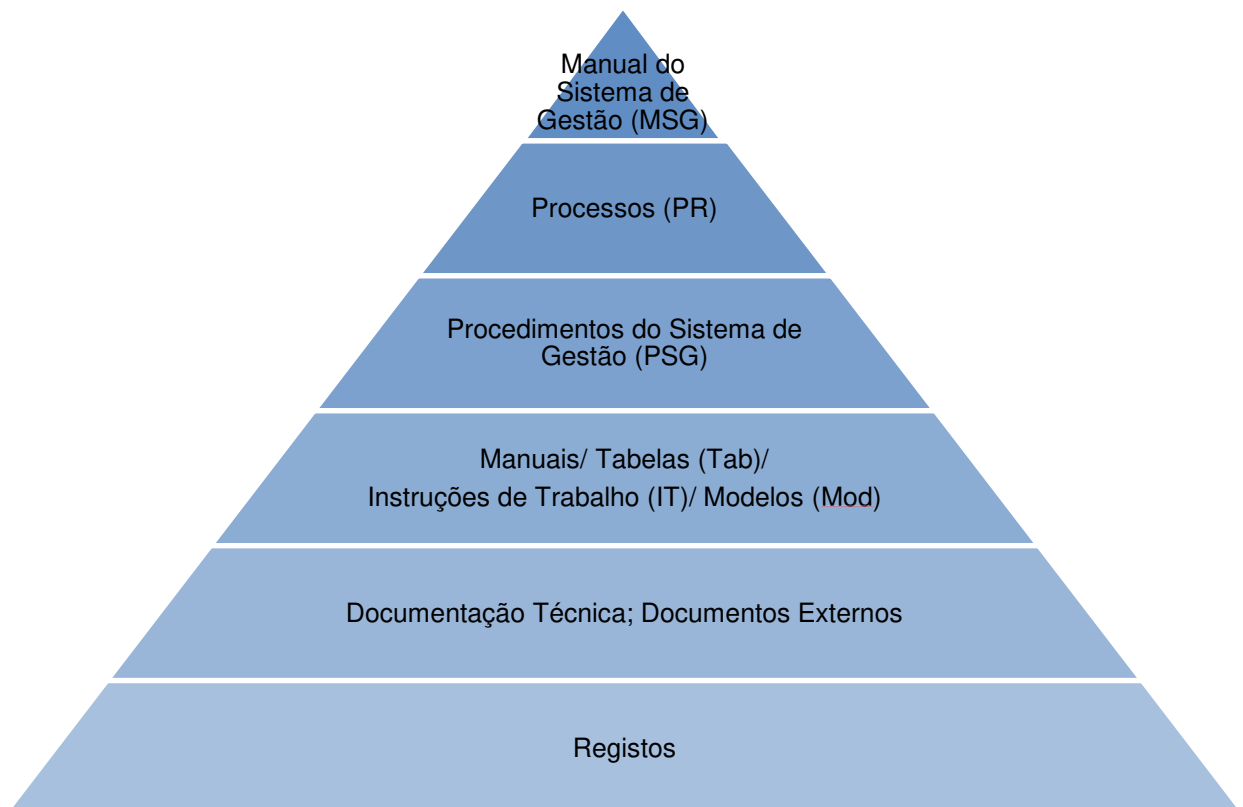 Manual do
Sistema de
Gestão (MSG)
Processos (PR)
Procedimentos do Sistema de
Gestão (PSG)
Manuais/ Tabelas (Tab)/
Instruções de Trabalho (IT)/ Modelos (Mod)
Documentação Técnica; Documentos Externos
Registos